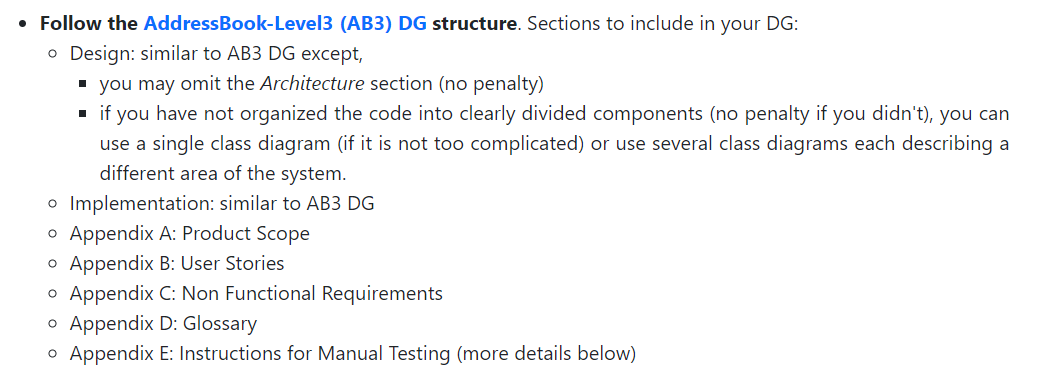 • Follow the AddressBook-Level3 (AB3) DG structure. Sections to include in your DG:
◦ Design: similar to AB3 DG except,
▪ you may omit the Architecture section (no penalty)
▪ if you have not organized the code into clearly divided components (no penalty if you didn't), you can
use a single class diagram (if it is not too complicated) or use several class diagrams each describing a
different area of the system.
◦ Implementation: similar to AB3 DG
◦ Appendix A: Product Scope
◦ Appendix B: User Stories
◦ Appendix C: Non Functional Requirements
◦ Appendix D: Glossary
◦ Appendix E: Instructions for Manual Testing (more details below)